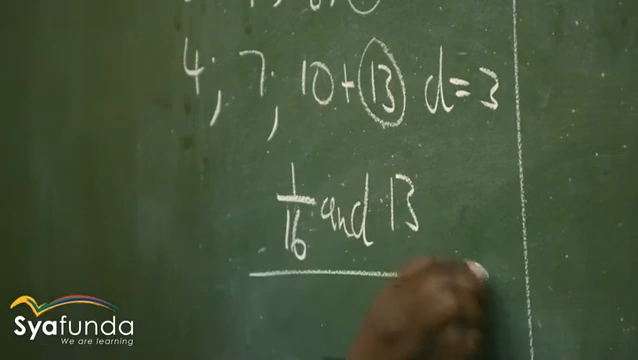 4; 7; 10+13 d=3
1/16 and 13
Syafunda
We are learning